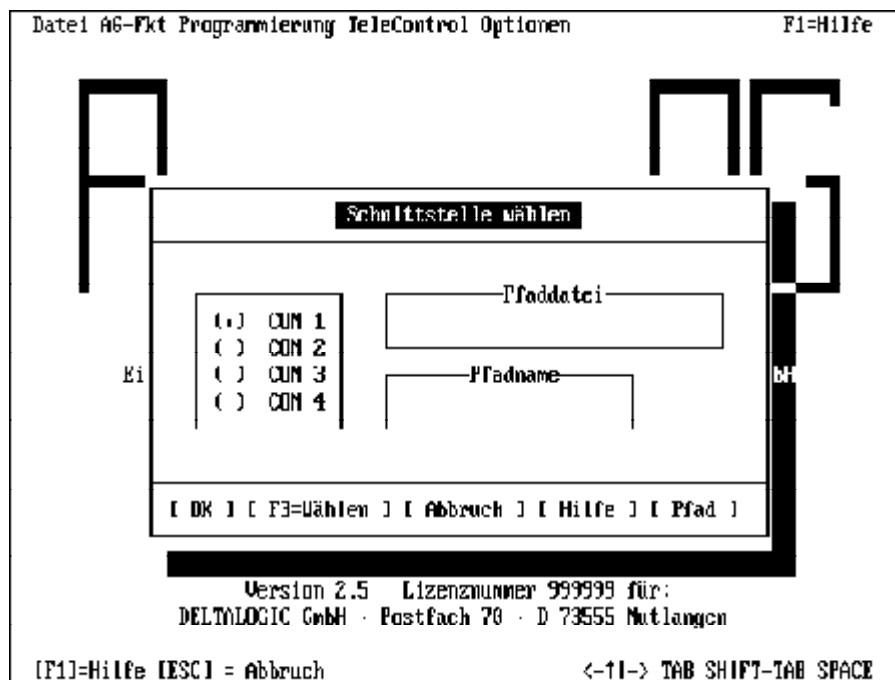 Datei AG-Fkt Programmierung TeleControl Optionen F1=Hilfe
Schnittstelle wählen
Pfaddatei
(•) COM 1
( ) COM 2
Ei ( ) COM 3 Pfadname bH
( ) COM 4
[ OK ] [ F3=Wählen ] [ Abbruch ] [ Hilfe ] [ Pfad ]
Version 2.5 Lizenznummer 999999 für:
DELTALOGIC GmbH · Postfach 70 · D 73555 Mutlangen
[F1]=Hilfe [ESC] = Abbruch <-↑↓-> TAB SHIFT-TAB SPACE